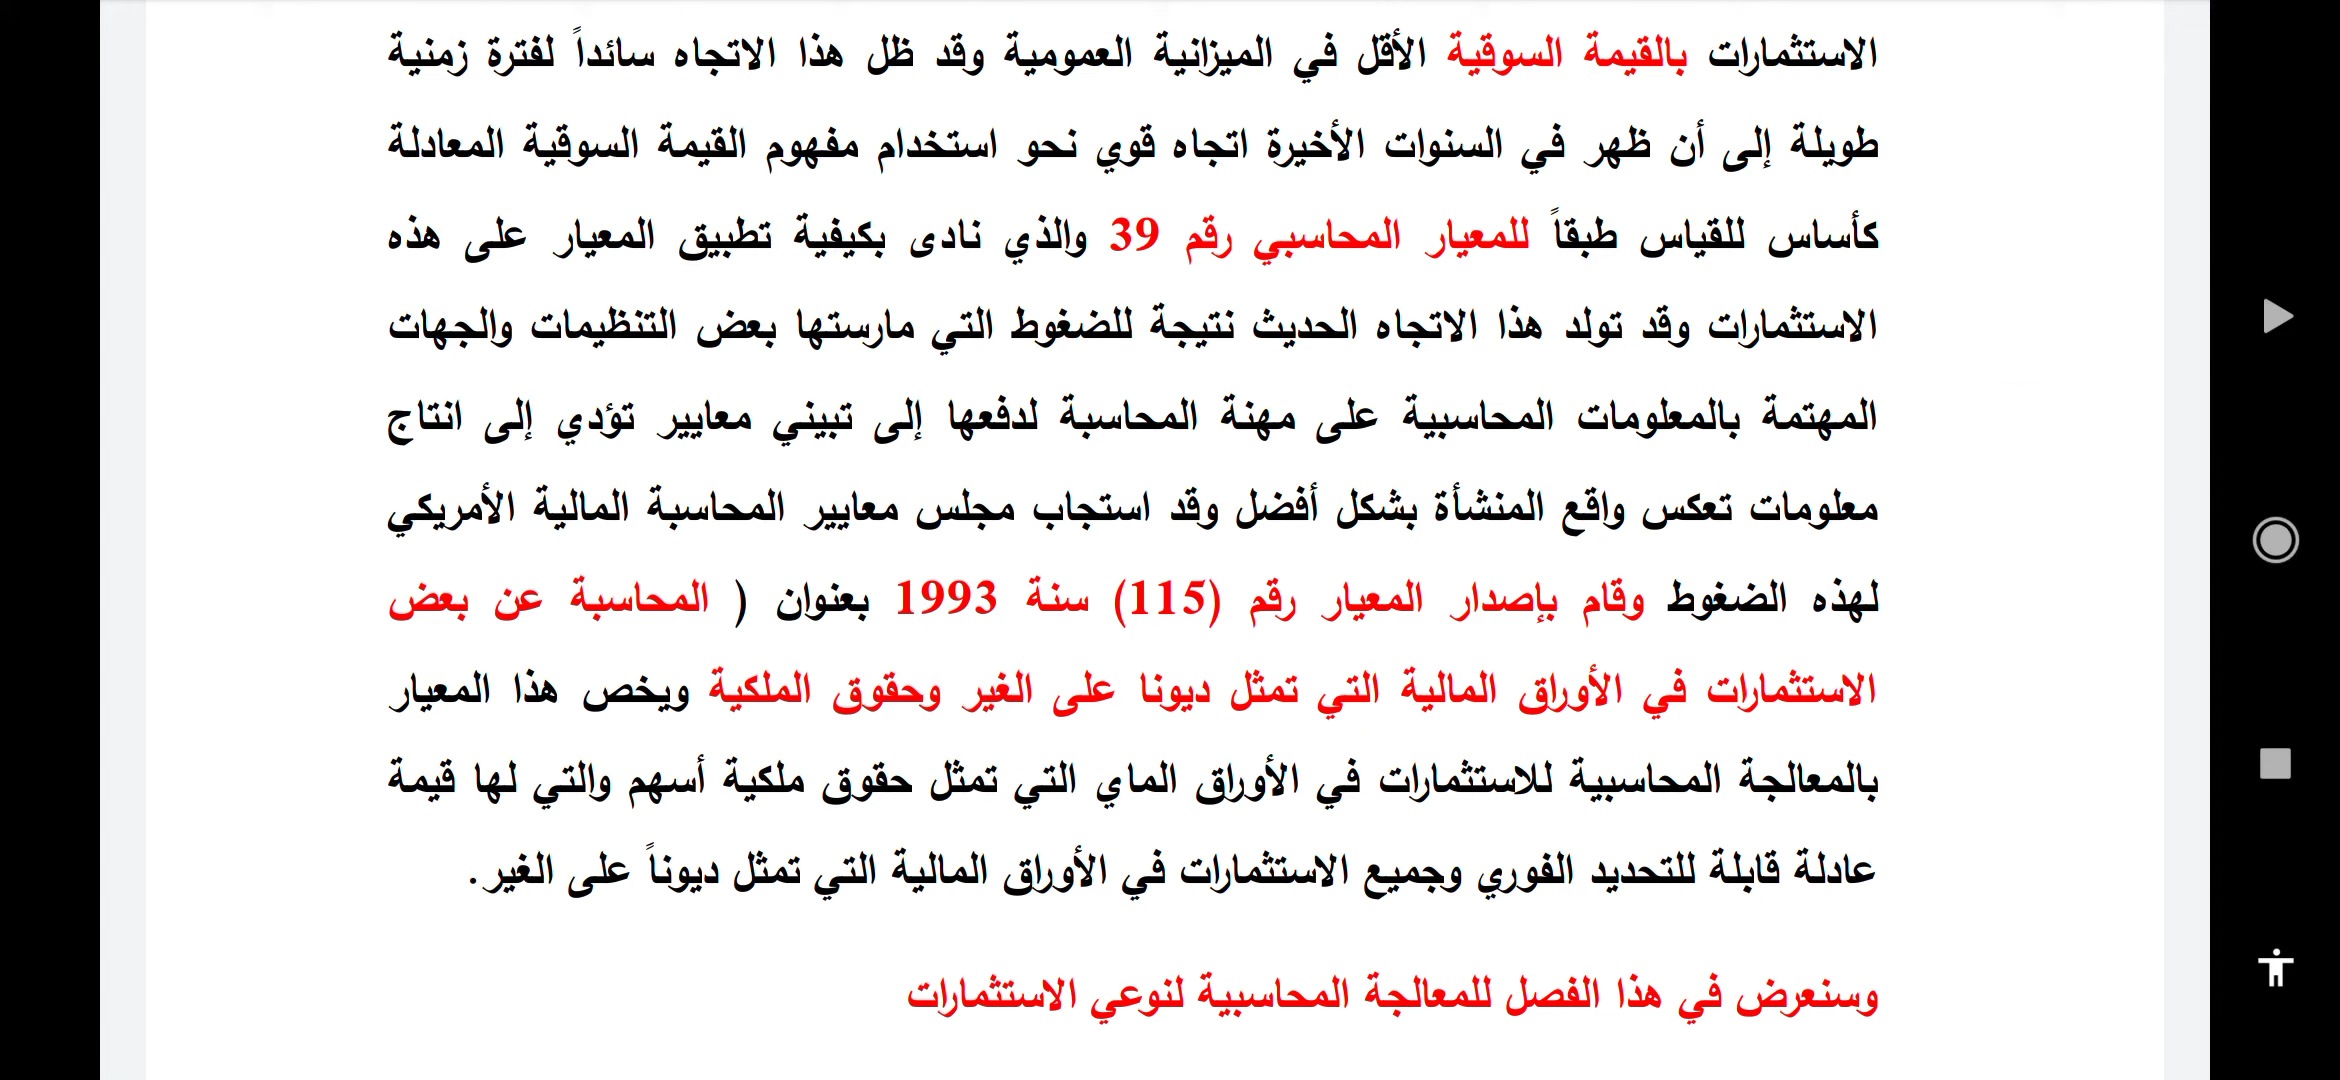 الاستثمارات بالقيمة السوقية الأقل في الميزانية العمومية وقد ظل هذا الاتجاه سائداً لفترة زمنية
طويلة إلى أن ظهر في السنوات الأخيرة اتجاه قوي نحو استخدام مفهوم القيمة السوقية المعادلة
كأساس للقياس طبقاً للمعيار المحاسبي رقم 39 والذي نادى بكيفية تطبيق المعيار على هذه
الاستثمارات وقد تولد هذا الاتجاه الحديث نتيجة للضغوط التي مارستها بعض التنظيمات والجهات
المهتمة بالمعلومات المحاسبية على مهنة المحاسبة لدفعها إلى تبيني معايير تؤدي إلى انتاج
معلومات تعكس واقع المنشأة بشكل أفضل وقد استجاب مجلس معايير المحاسبة المالية الأمريكي
لهذه الضغوط وقام بإصدار المعيار رقم (115) سنة 1993 بعنوان ( المحاسبة عن بعض
الاستثمارات في الأوراق المالية التي تمثل ديونا على الغير وحقوق الملكية ويخص هذا المعيار
بالمعالجة المحاسبية للاستثمارات في الأوراق الماي التي تمثل حقوق ملكية أسهم والتي لها قيمة
عادلة قابلة للتحديد الفوري وجميع الاستثمارات في الأوراق المالية التي تمثل ديوناً على الغير.
وسنعرض في هذا الفصل للمعالجة المحاسبية لنوعي الاستثمارات